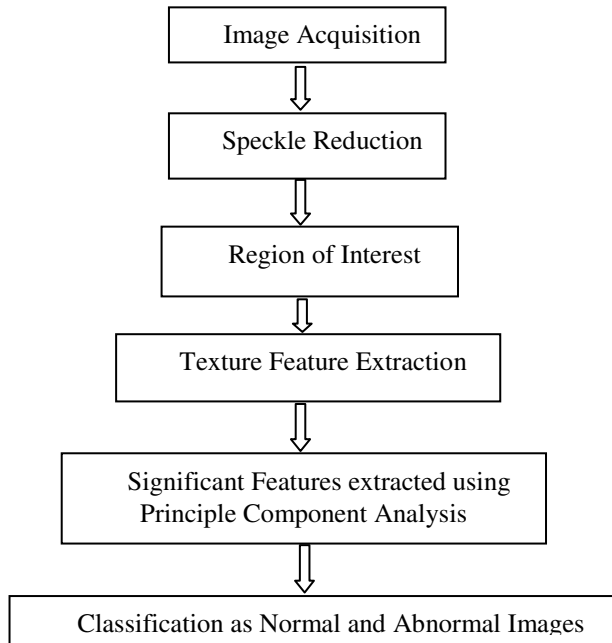 Image Acquisition
Speckle Reduction
Region of Interest
Texture Feature Extraction
Significant Features extracted using
Principle Component Analysis
Classification as Normal and Abnormal Images